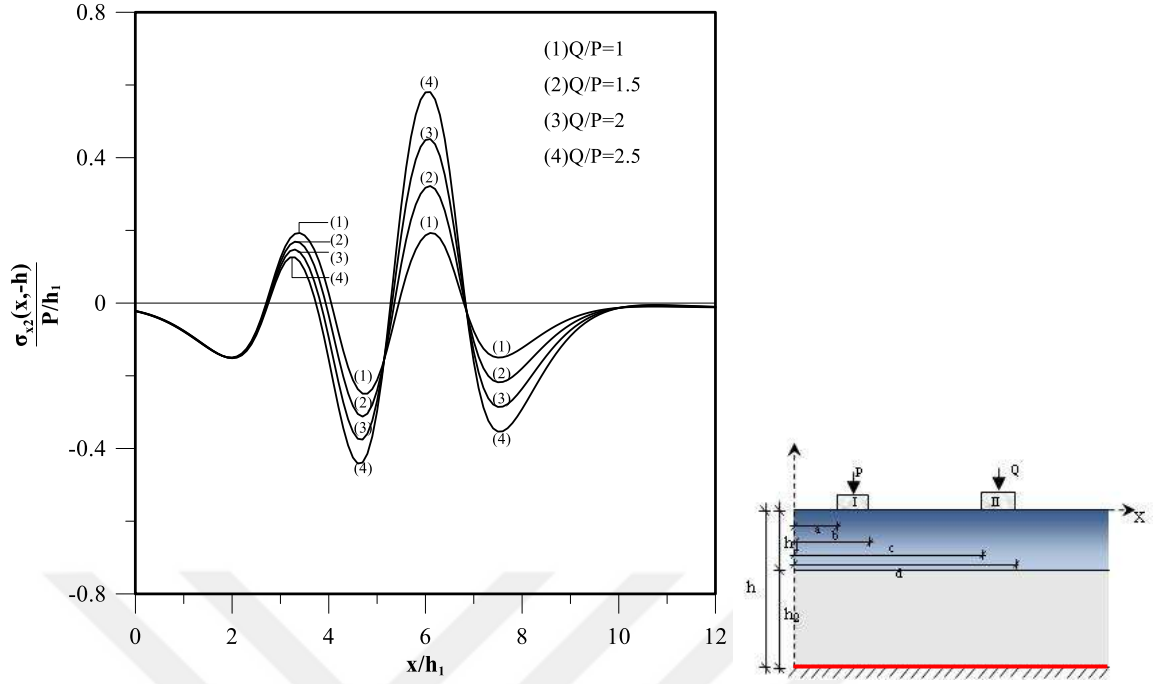 0.8
0.4
0
-0.4
-0.8
σx2(x,-h)
P/h1
(1)Q/P=1
(2)Q/P=1.5
(3)Q/P=2
(4)Q/P=2.5
(4)
(3)
(2)
(1)
(1)
(2)
(3)
(4)
(1)
(2)
(3)
(4)
(1)
(2)
(3)
(4)
0 2 4 6 8 10 12
x/h1
P Q
I II
X
a
b
c
d
h1
h
h2